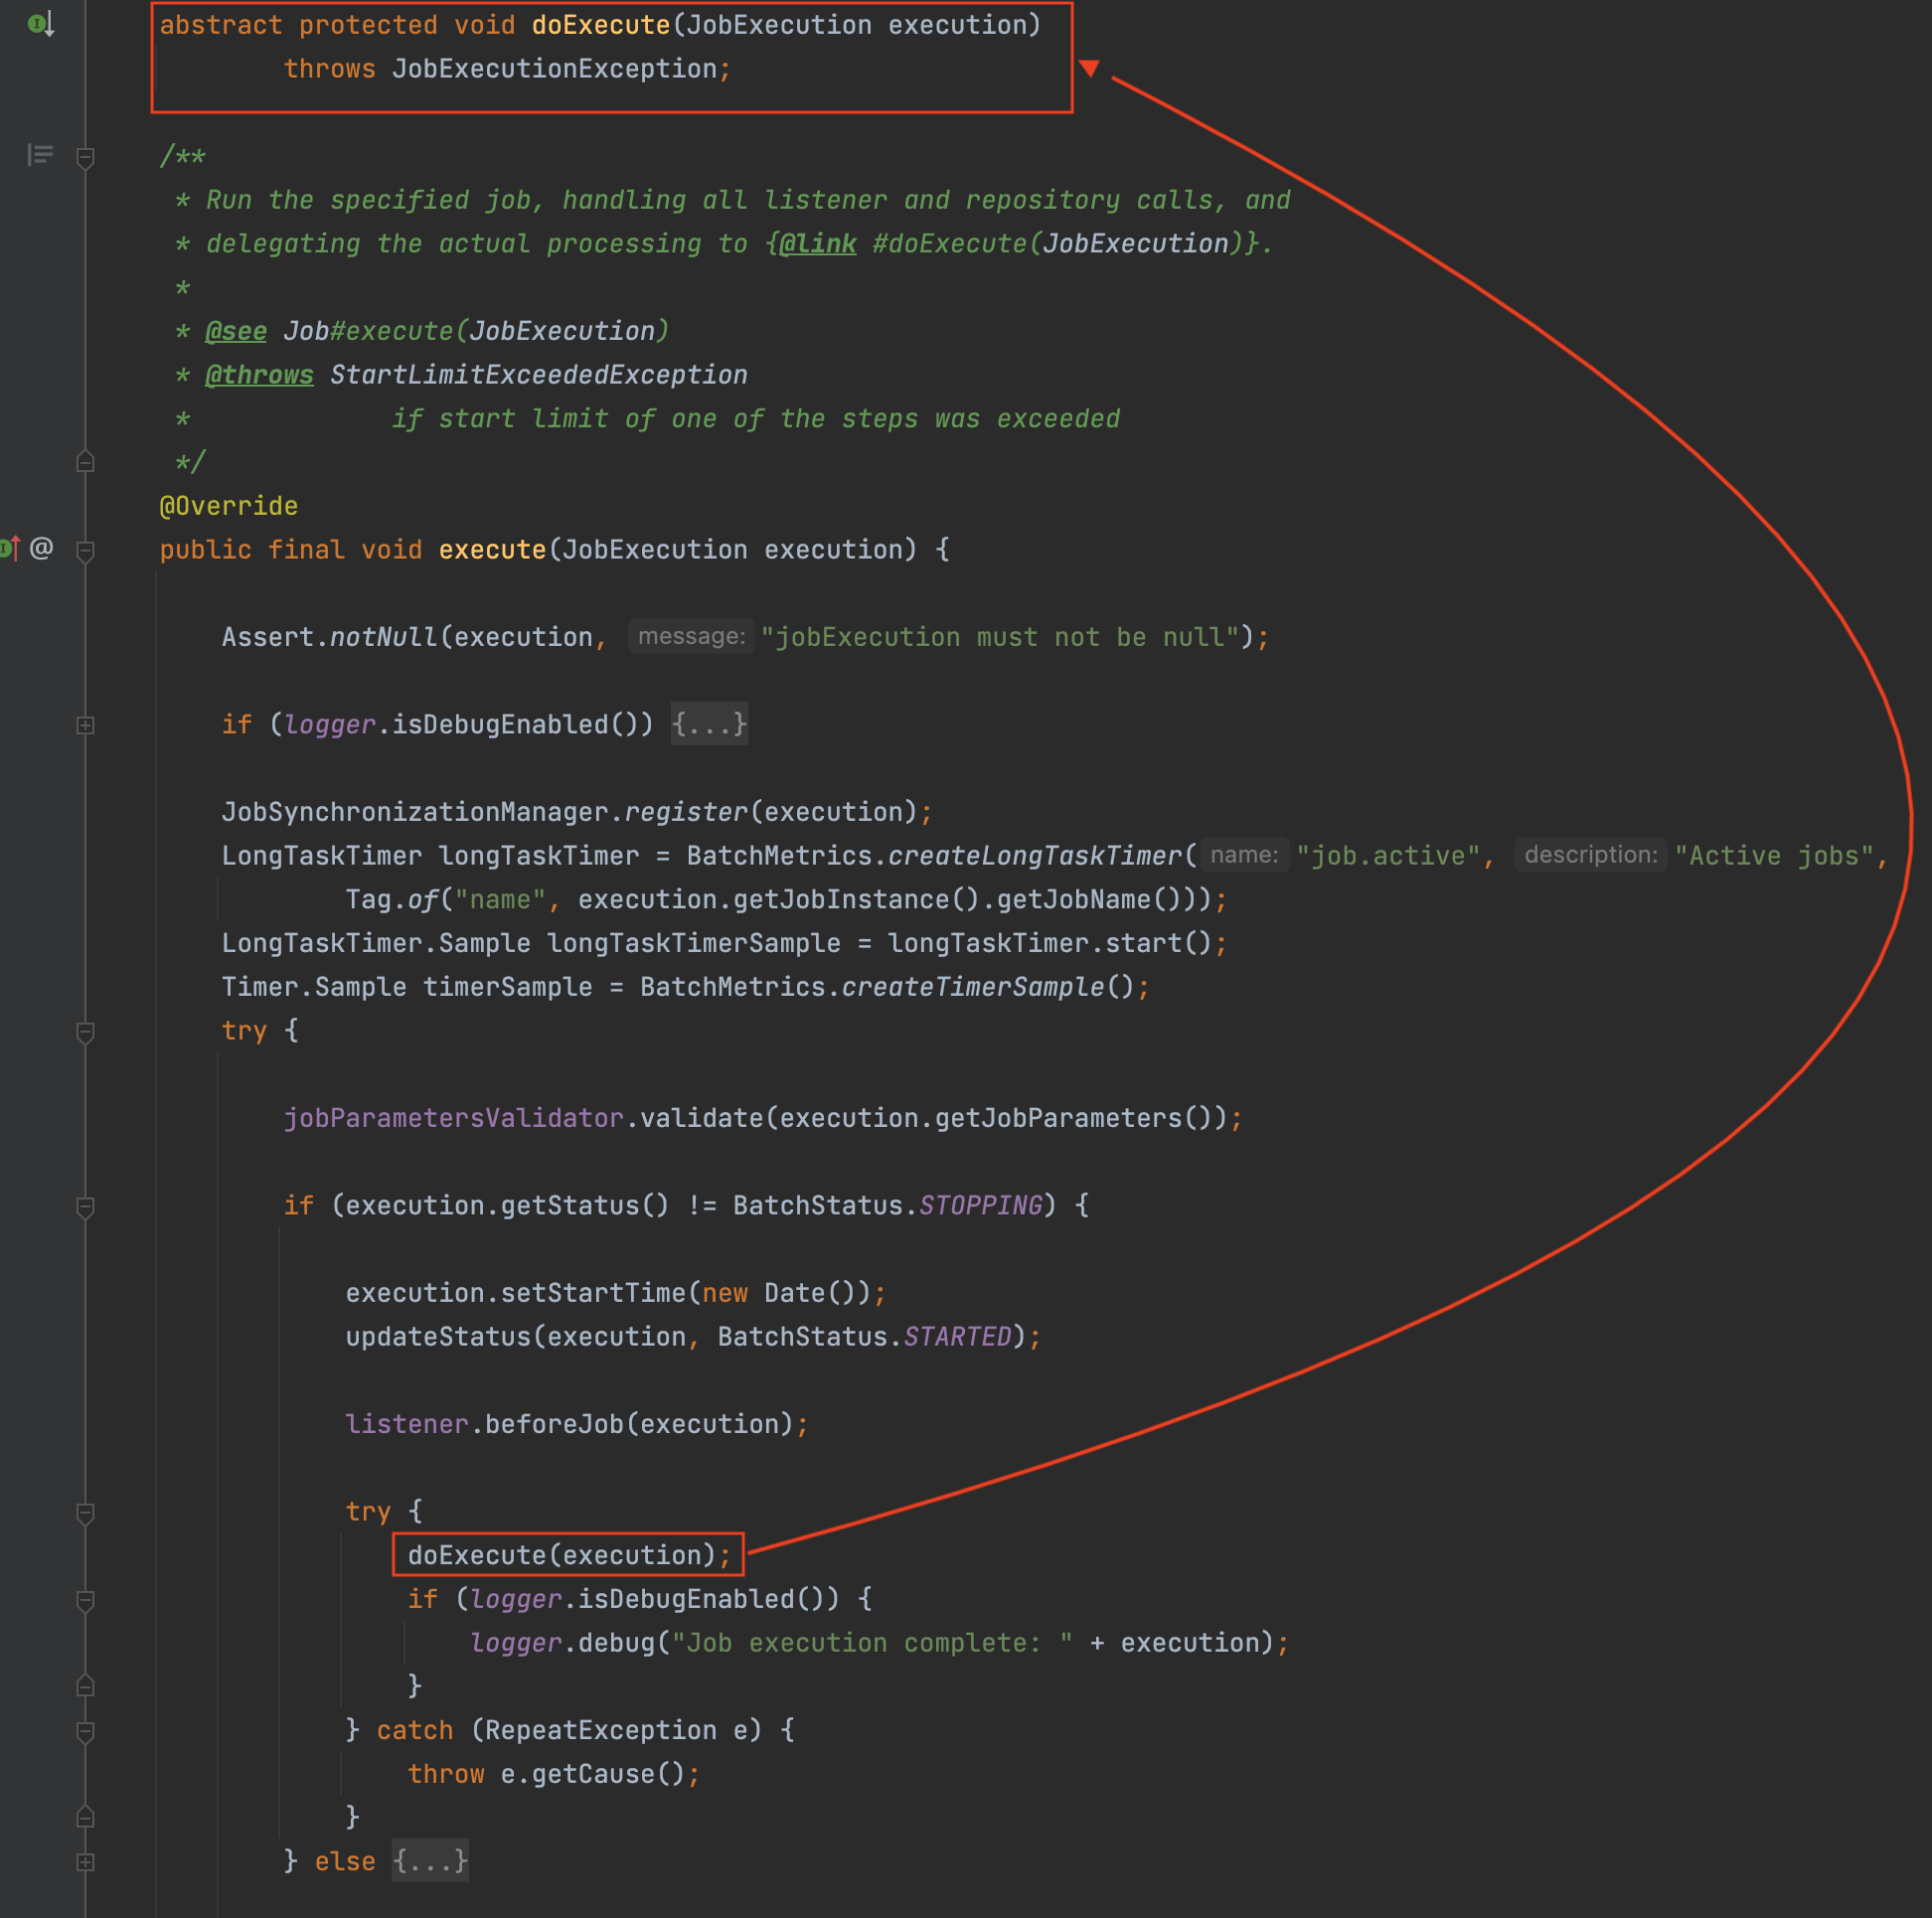 abstract protected void doExecute(JobExecution execution)
throws JobExecutionException;
/**
* Run the specified job, handling all listener and repository calls, and
* delegating the actual processing to {@link #doExecute(JobExecution)}.
*
* @see Job#execute(JobExecution)
* @throws StartLimitExceededException
* if start limit of one of the steps was exceeded
*/
@Override
@ public final void execute(JobExecution execution) {
Assert.notNull(execution, message: "jobExecution must not be null");
if (logger.isDebugEnabled()) {...}
JobSynchronizationManager.register(execution);
LongTaskTimer longTaskTimer = BatchMetrics.createLongTaskTimer( name: "job.active", description: "Active jobs",
Tag.of("name", execution.getJobInstance().getJobName()));
LongTaskTimer.Sample longTaskTimerSample = longTaskTimer.start();
Timer.Sample timerSample = BatchMetrics.createTimerSample();
try {
jobParametersValidator.validate(execution.getJobParameters());
if (execution.getStatus() != BatchStatus.STOPPING) {
execution.setStartTime(new Date());
updateStatus(execution, BatchStatus.STARTED);
listener.beforeJob(execution);
try {
doExecute(execution);
if (logger.isDebugEnabled()) {
logger.debug("Job execution complete: " + execution);
}
} catch (RepeatException e) {
throw e.getCause();
}
} else {...}